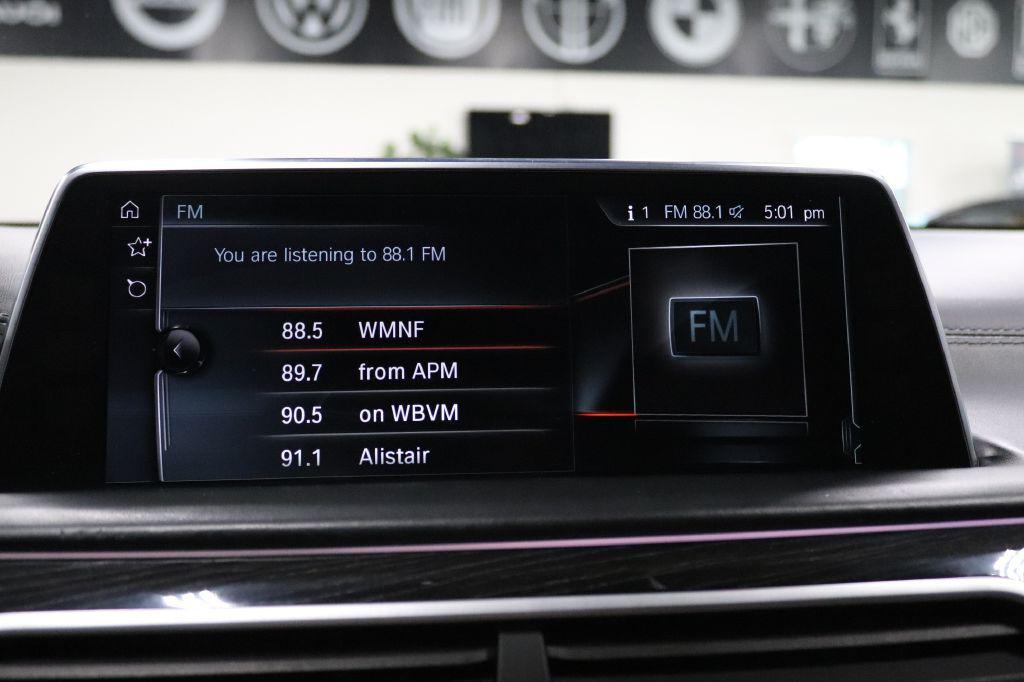 FM
i 1 FM 88.1 5:01 pm
You are listening to 88.1 FM
88.5 WMNF
89.7 from APM
90.5 on WBVM
91.1 Alistair
FM